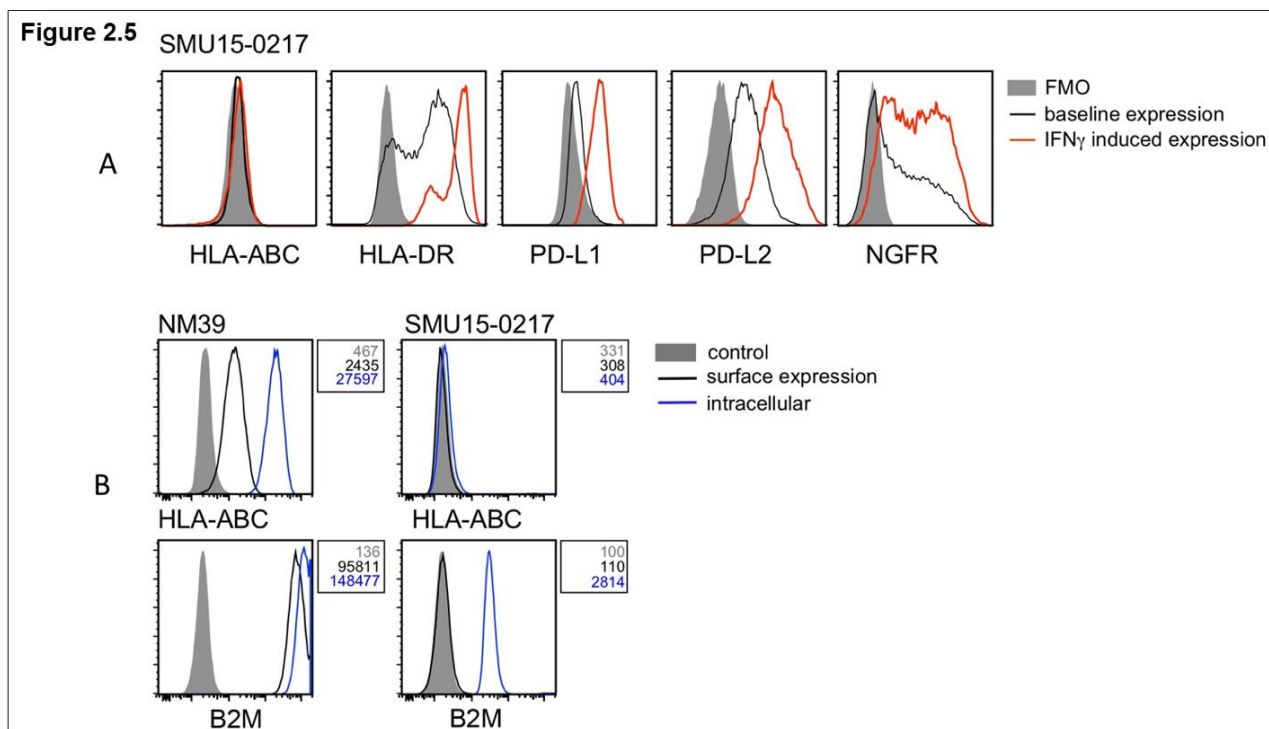 Figure 2.5
SMU15-0217
A
HLA-ABC
HLA-DR
PD-L1
PD-L2
NGFR
FMO
baseline expression
IFNγ induced expression
B
NM39
467
2435
27597
HLA-ABC
SMU15-0217
331
308
404
HLA-ABC
control
surface expression
intracellular
136
95811
148477
B2M
100
110
2814
B2M